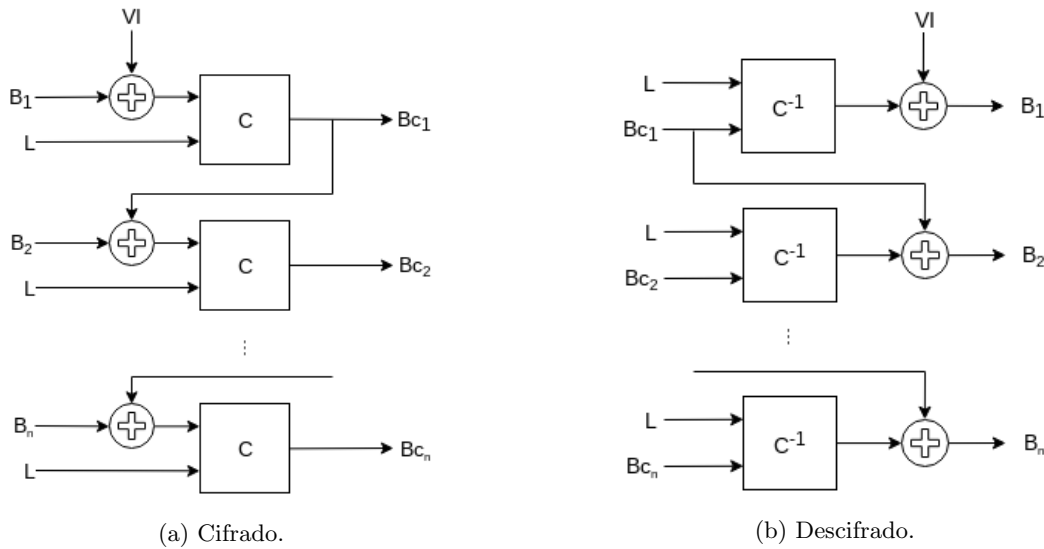 VI
B₁
C
L
Bc₁
B₂
C
L
Bc₂
Bₙ
C
L
Bcₙ
(a) Cifrado.
VI
L
C⁻¹
B₁
Bc₁
L
C⁻¹
B₂
Bc₂
L
C⁻¹
Bₙ
Bcₙ
(b) Descifrado.